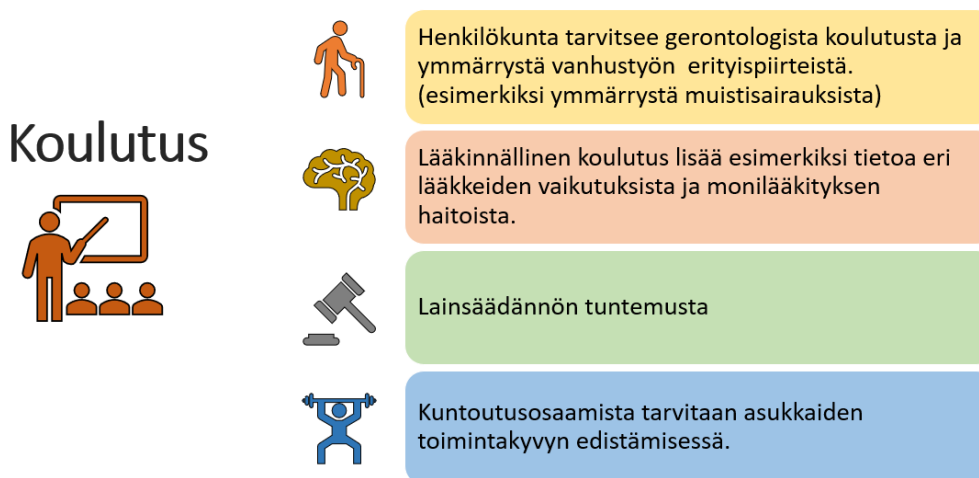 Koulutus
Henkilökunta tarvitsee gerontologista koulutusta ja
ymmärrystä vanhustyön erityispiirteistä.
(esimerkiksi ymmärrystä muistisairauksista)
Lääkinnällinen koulutus lisää esimerkiksi tietoa eri
lääkkeiden vaikutuksista ja monilääkityksen
haitoista.
Lainsäädännön tuntemusta
Kuntoutusosaamista tarvitaan asukkaiden
toimintakyvyn edistämisessä.